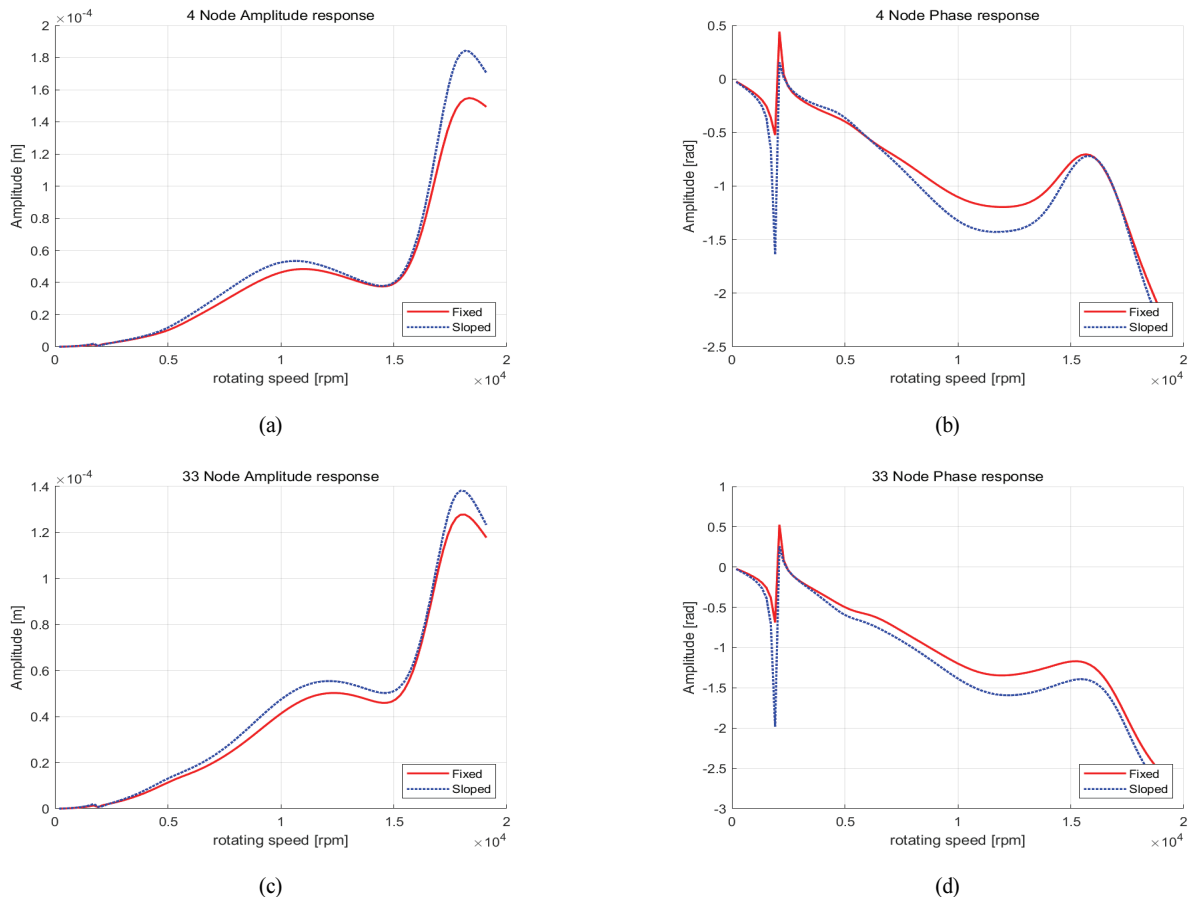 4 Node Amplitude response
×10⁻⁴
2
1.8
1.6
1.4
1.2
1
0.8
0.6
0.4
0.2
0
Amplitude [m]
0 0.5 1 1.5 2
rotating speed [rpm]
×10⁴
Fixed
Sloped
(a)
4 Node Phase response
0.5
0
-0.5
-1
-1.5
-2
-2.5
Amplitude [rad]
0 0.5 1 1.5 2
rotating speed [rpm]
×10⁴
Fixed
Sloped
(b)
33 Node Amplitude response
×10⁻⁴
1.4
1.2
1
0.8
0.6
0.4
0.2
0
Amplitude [m]
0 0.5 1 1.5 2
rotating speed [rpm]
×10⁴
Fixed
Sloped
(c)
33 Node Phase response
1
0.5
0
-0.5
-1
-1.5
-2
-2.5
-3
Amplitude [rad]
0 0.5 1 1.5 2
rotating speed [rpm]
×10⁴
Fixed
Sloped
(d)